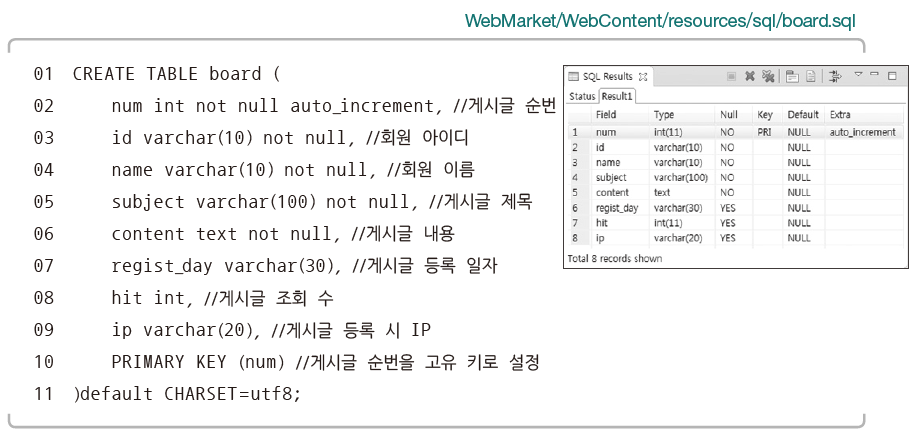 WebMarket/WebContent/resources/sql/board.sql
01 CREATE TABLE board (
02 num int not null auto_increment, //게시글 순번
03 id varchar(10) not null, //회원 아이디
04 name varchar(10) not null, //회원 이름
05 subject varchar(100) not null, //게시글 제목
06 content text not null, //게시글 내용
07 regist_day varchar(30), //게시글 등록 일자
08 hit int, //게시글 조회 수
09 ip varchar(20), //게시글 등록 시 IP
10 PRIMARY KEY (num) //게시글 순번을 고유 키로 설정
11 )default CHARSET=utf8;
SQL Results
Status Result1
Field Type Null Key Default Extra
1 num int(11) NO PRI NULL auto_increment
2 id varchar(10) NO NULL
3 name varchar(10) NO NULL
4 subject varchar(100) NO NULL
5 content text NO NULL
6 regist_day varchar(30) YES NULL
7 hit int(11) YES NULL
8 ip varchar(20) YES NULL
Total 8 records shown